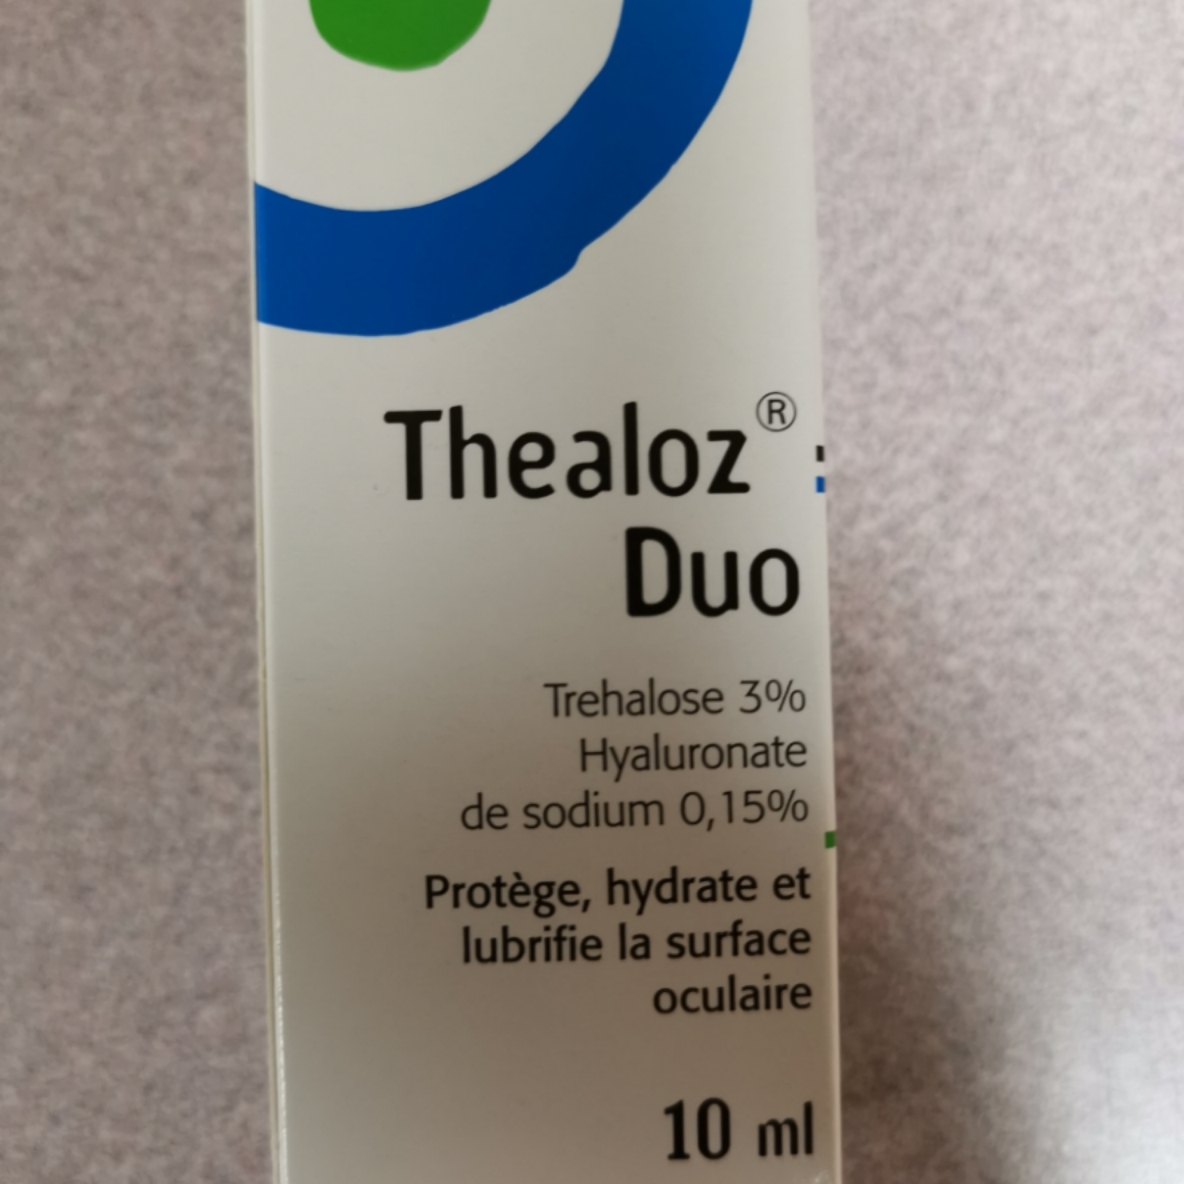 Thealoz®
Duo
Trehalose 3%
Hyaluronate
de sodium 0,15%
Protège, hydrate et
lubrifie la surface
oculaire
10 ml